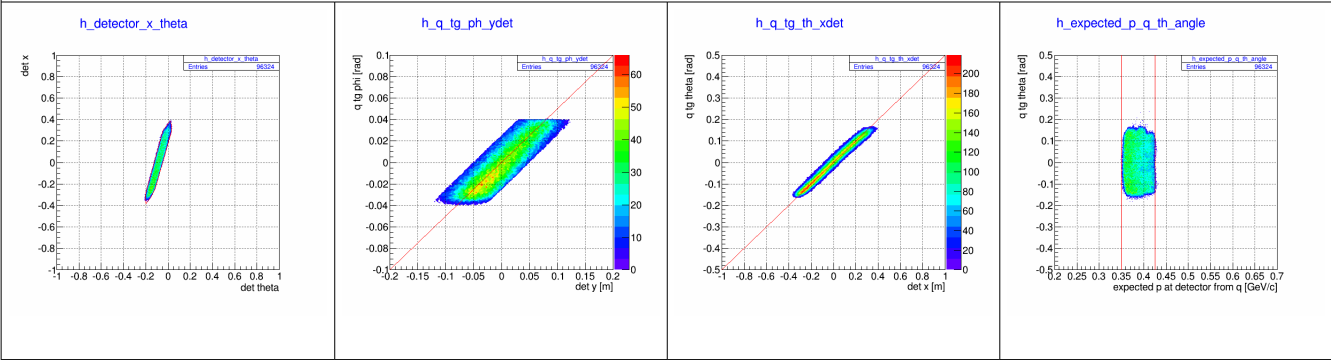 h_detector_x_theta
h_detector_x_theta
Entries 96324
det x
1
0.8
0.6
0.4
0.2
0
-0.2
-0.4
-0.6
-0.8
-1
-1 -0.8 -0.6 -0.4 -0.2 0 0.2 0.4 0.6 0.8 1
det theta
h_q_tg_ph_ydet
h_q_tg_ph_ydet
Entries 96324
q tg phi [rad]
0.1
0.08
0.06
0.04
0.02
0
-0.02
-0.04
-0.06
-0.08
-0.1
-0.2 -0.15 -0.1 -0.05 0 0.05 0.1 0.15 0.2
det y [m]
60
50
40
30
20
10
0
h_q_tg_th_xdet
h_q_tg_th_xdet
Entries 96324
q tg theta [rad]
0.5
0.4
0.3
0.2
0.1
0
-0.1
-0.2
-0.3
-0.4
-0.5
-1 -0.8 -0.6 -0.4 -0.2 0 0.2 0.4 0.6 0.8 1
det x [m]
200
180
160
140
120
100
80
60
40
20
0
h_expected_p_q_th_angle
h_expected_p_q_th_angle
Entries 96324
q tg theta [rad]
0.5
0.4
0.3
0.2
0.1
0
-0.1
-0.2
-0.3
-0.4
-0.5
0.2 0.25 0.3 0.35 0.4 0.45 0.5 0.55 0.6 0.65 0.7
expected p at detector from q [GeV/c]